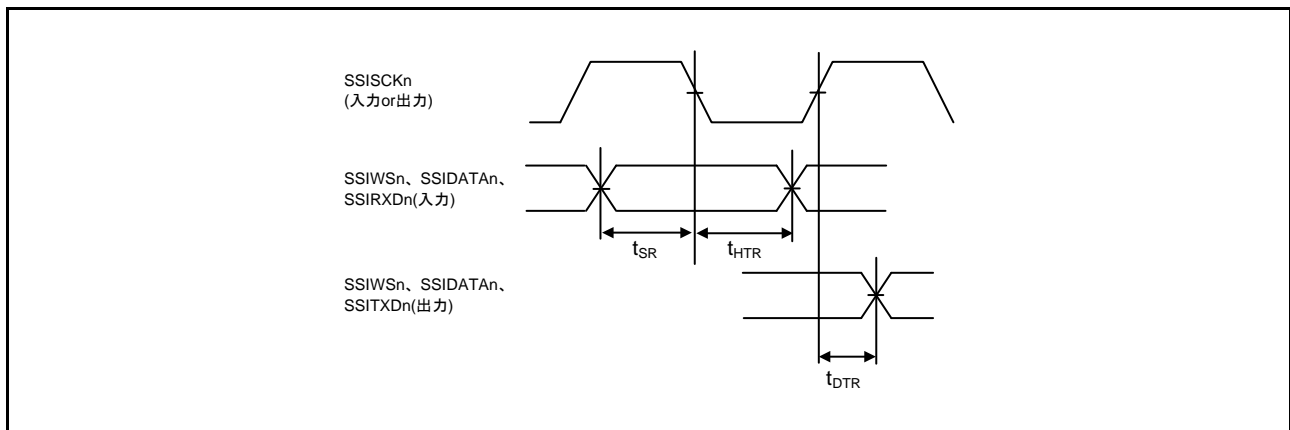 SSISCKn
(入力or出力)
SSIWSn、SSIDATAn、
SSIRXDn(入力)
tSR
tHTR
SSIWSn、SSIDATAn、
SSITXDn(出力)
tDTR